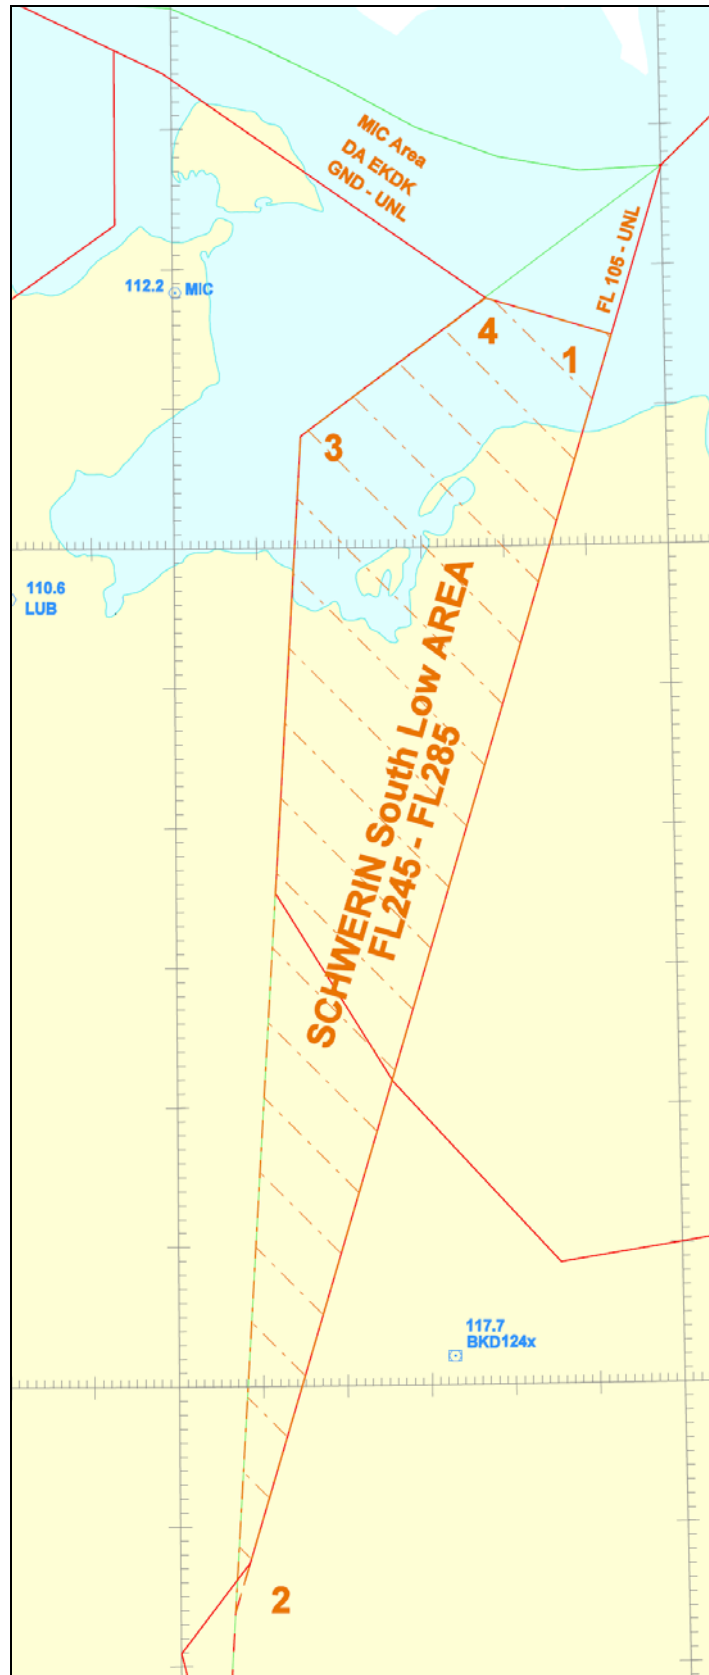 MIC Area
DA EKDK
GND - UNL
FL 105 - UNL
112.2 MIC
4
1
3
110.6
LUB
SCHWERIN South Low AREA
FL245 - FL285
117.7
BKD124x
2